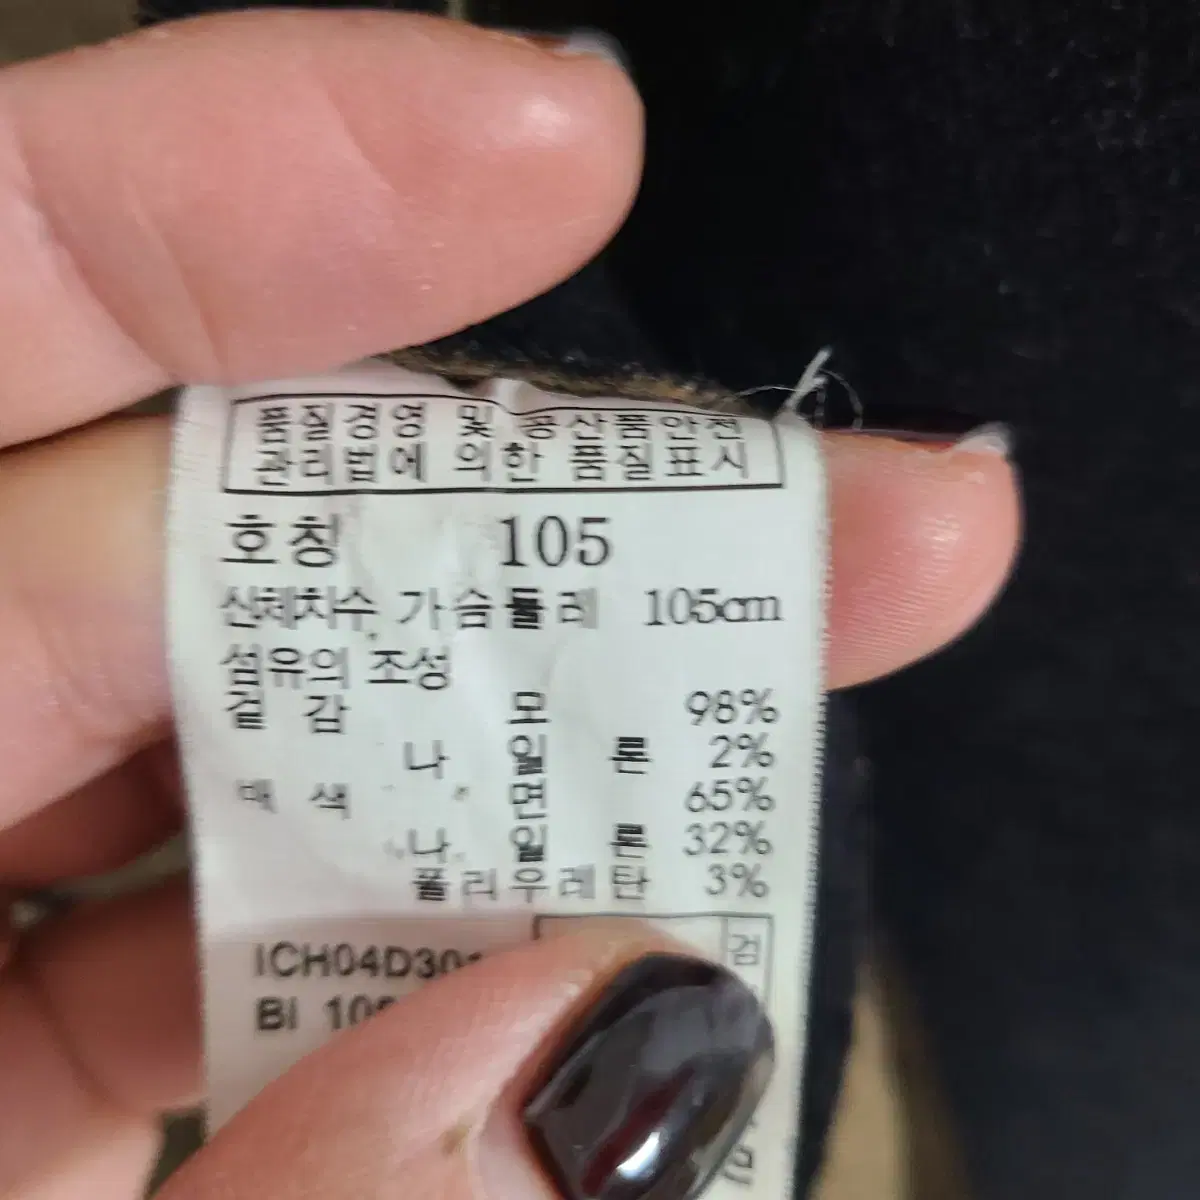 품질경영 및 공산품안전
관리법에 의한 품질표시
호칭 105
신체치수 가슴둘레 105cm
섬유의 조성
겉감 모 98%
나일론 2%
배색 면 65%
나일론 32%
폴리우레탄 3%
검
ICH04D30
BI 10